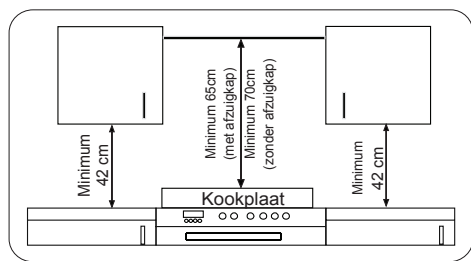 Minimum
42 cm
Minimum 65cm
(met afzuigkap)
Minimum 70cm
(zonder afzuigkap)
Minimum
42 cm
Kookplaat